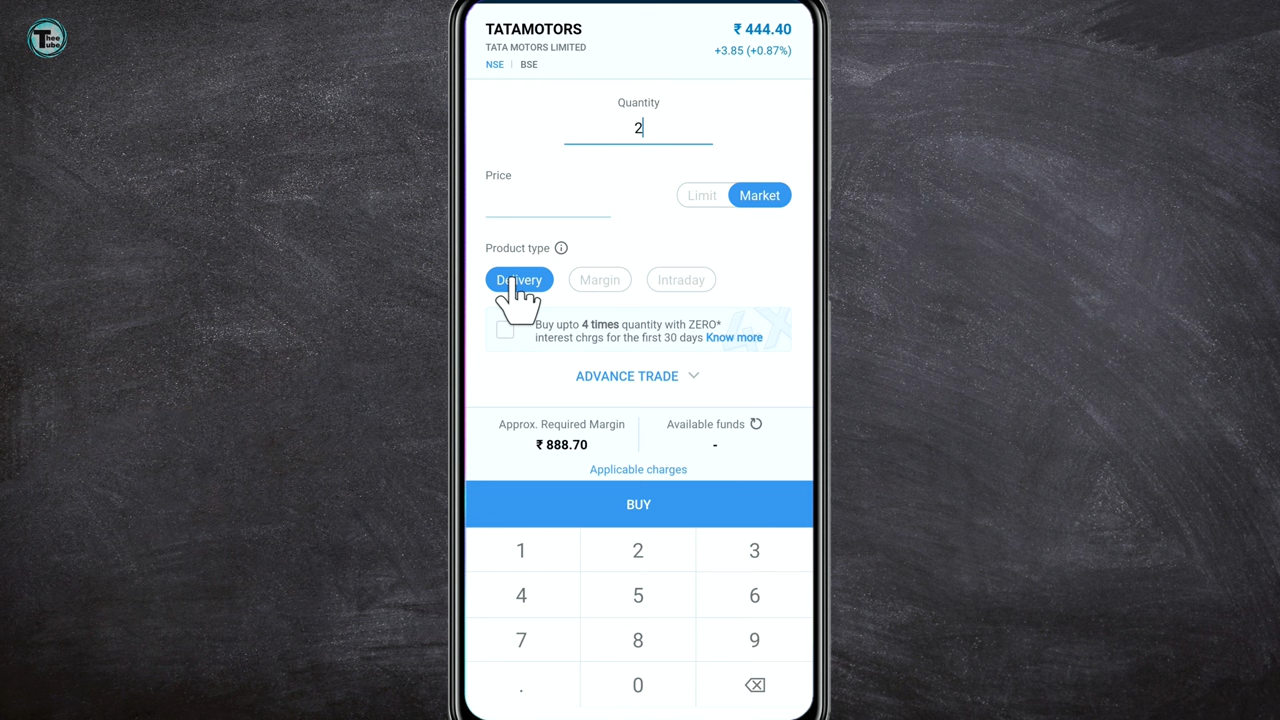 Thee
Tube
TATAMOTORS
₹ 444.40
TATA MOTORS LIMITED
+3.85 (+0.87%)
NSE | BSE
Quantity
2
Price
Limit Market
Product type
Delivery Margin Intraday
Buy upto 4 times quantity with ZERO*
interest chrgs for the first 30 days Know more
4X
ADVANCE TRADE
Approx. Required Margin
₹ 888.70
Available funds
-
Applicable charges
BUY
1 2 3
4 5 6
7 8 9
. 0